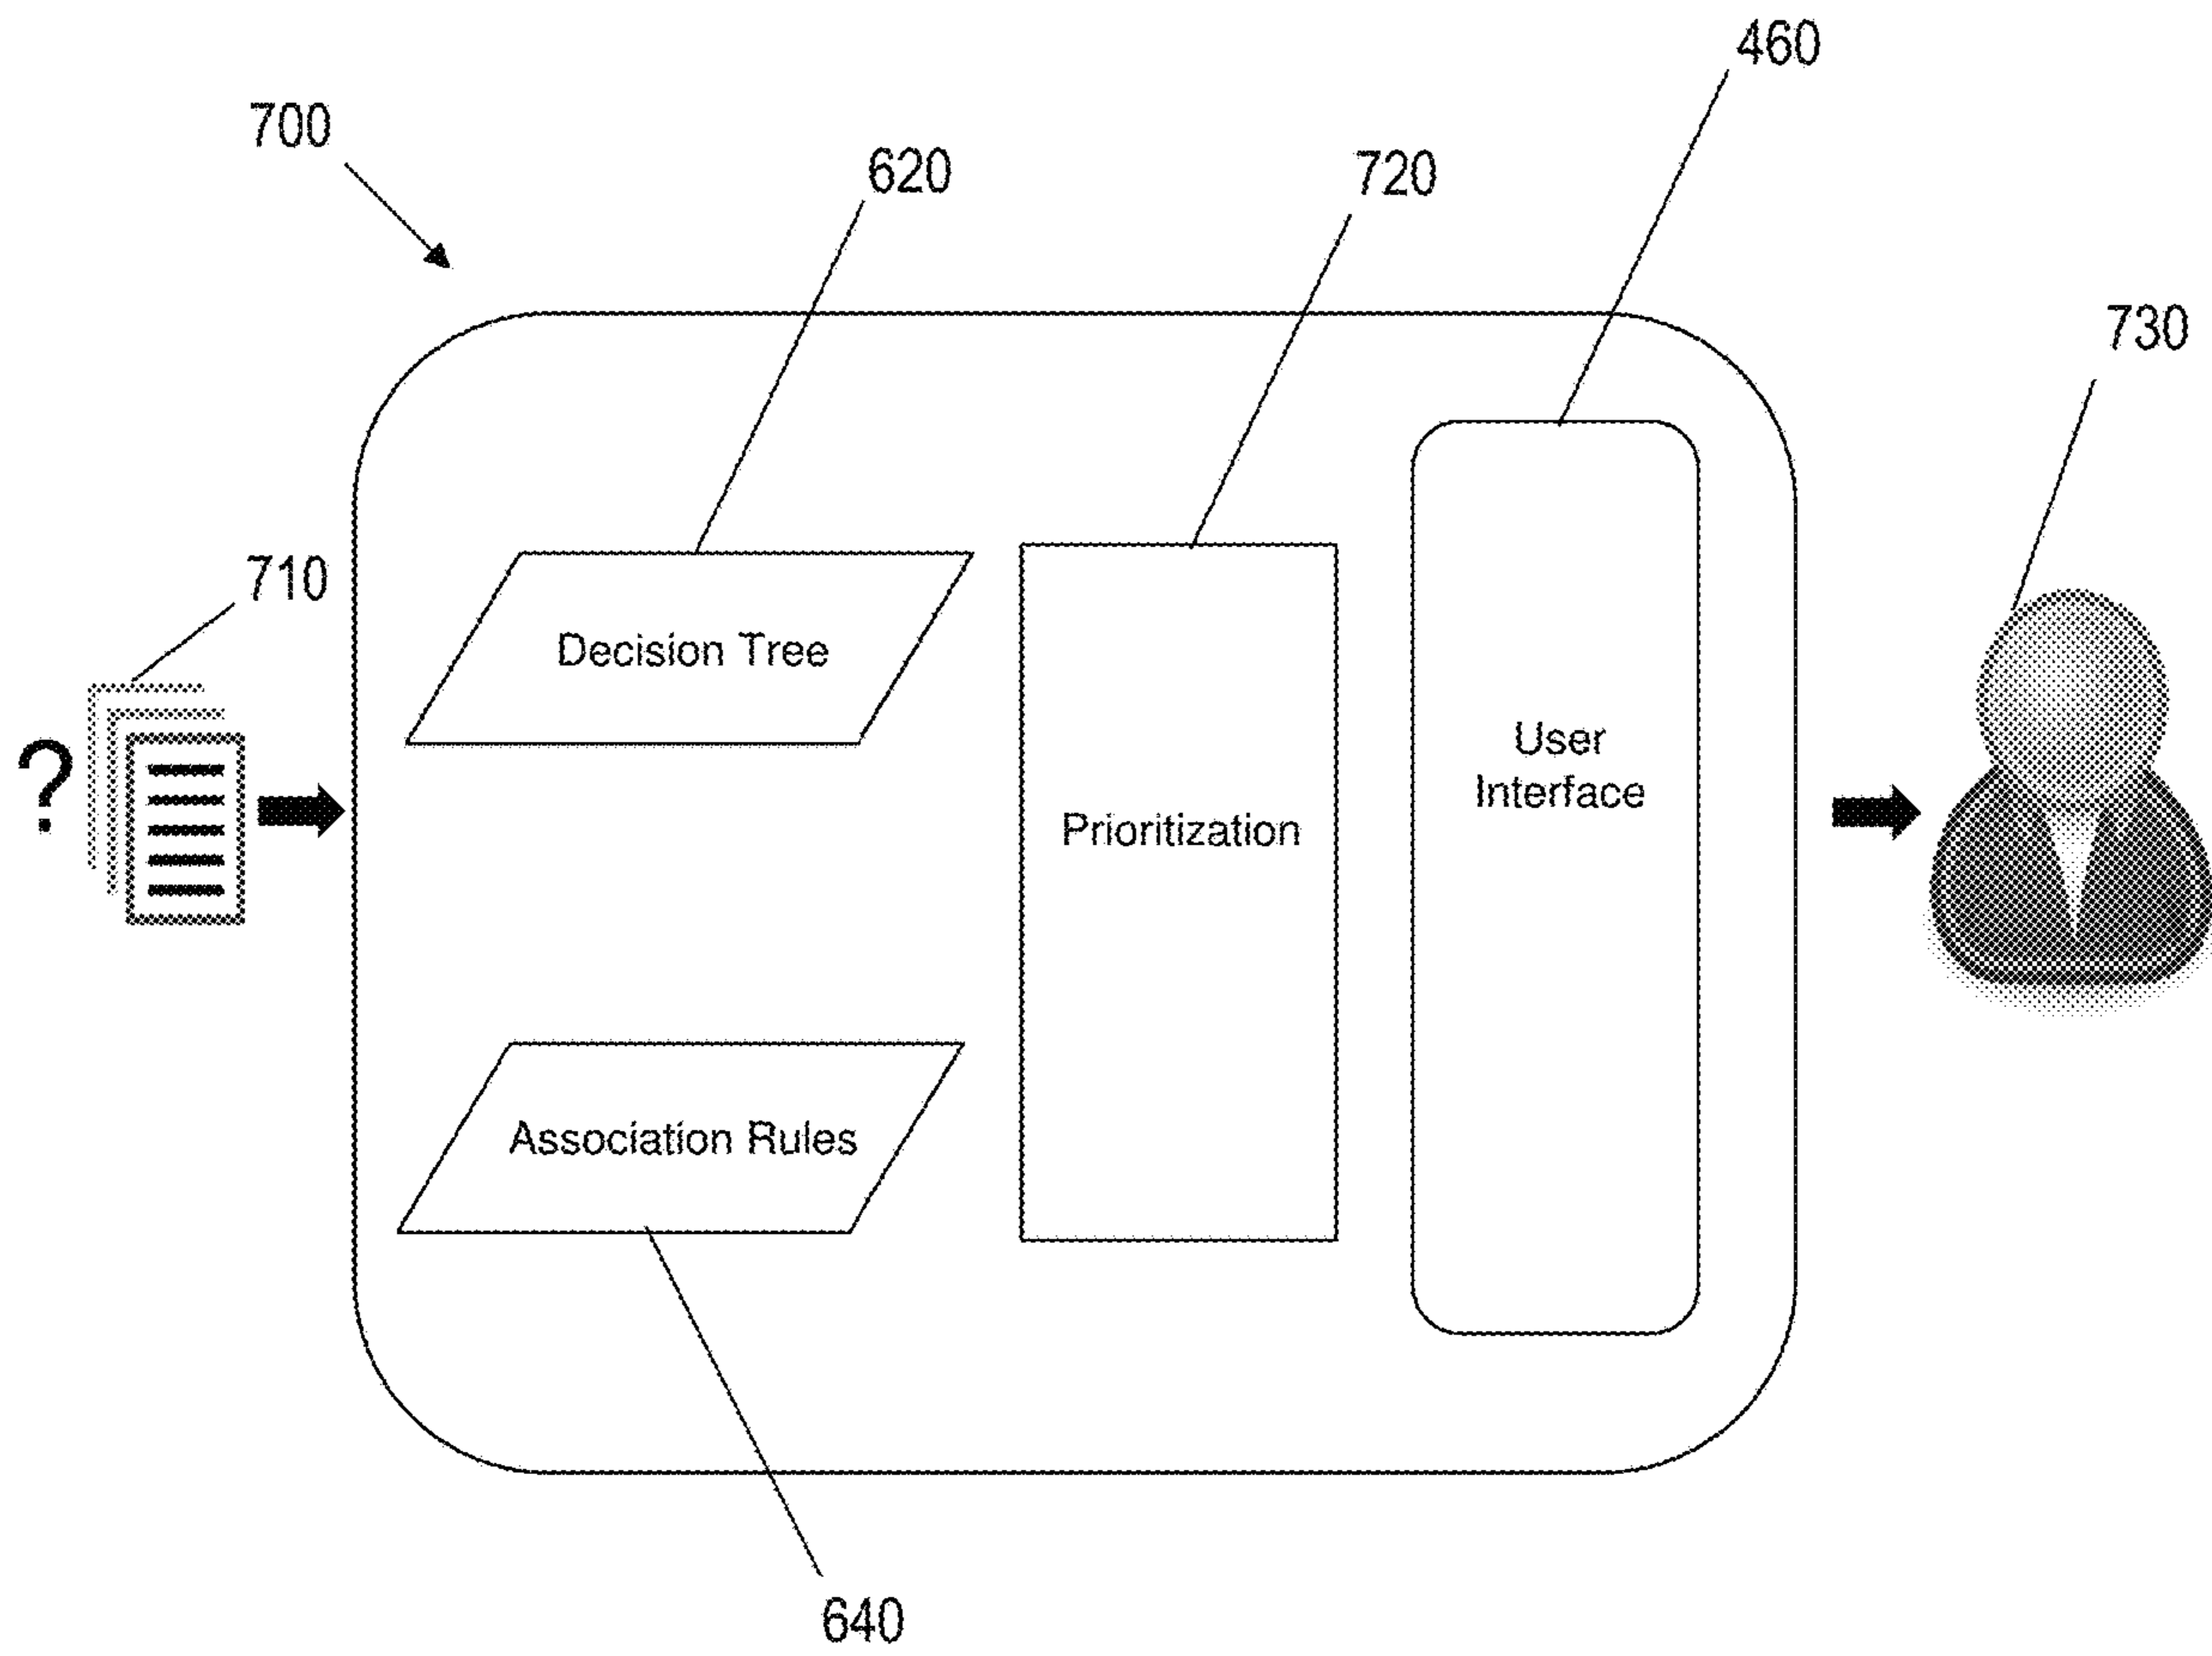 460
700
620
720
730
710
Decision Tree
?
User
Interface
Prioritization
Association Rules
640